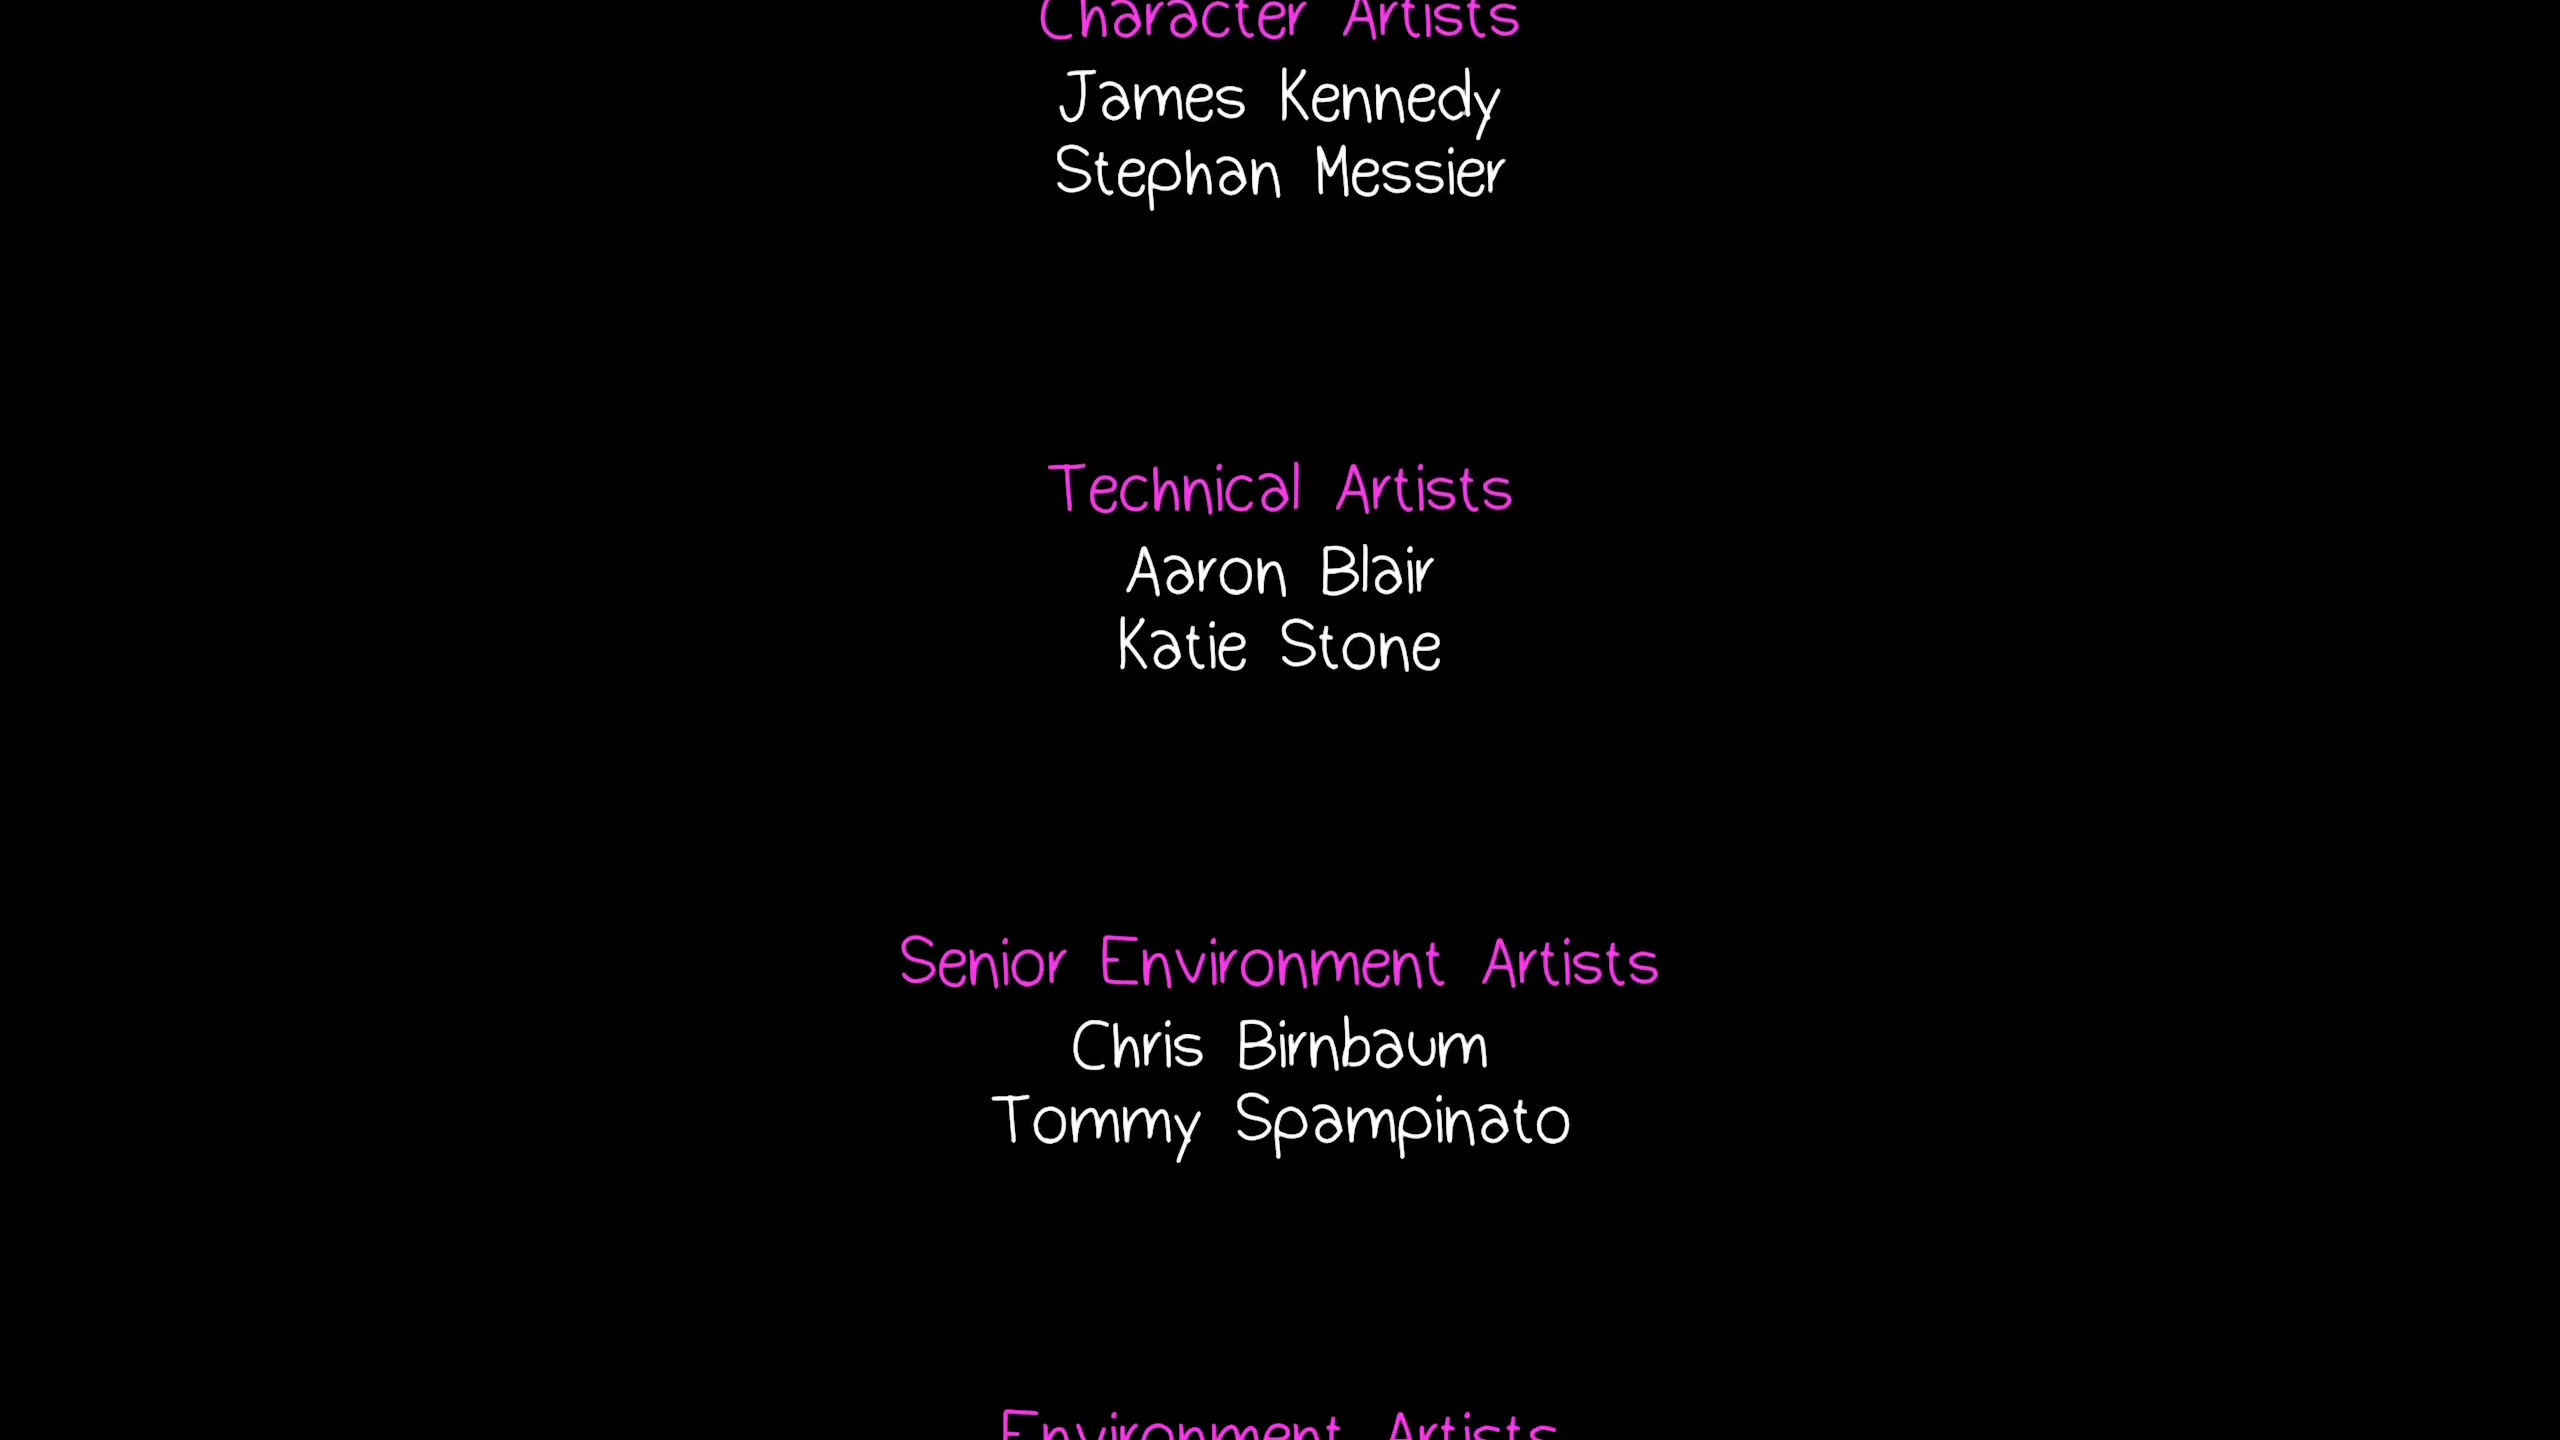 Character Artists
James Kennedy
Stephan Messier
Technical Artists
Aaron Blair
Katie Stone
Senior Environment Artists
Chris Birnbaum
Tommy Spampinato
Environment Artists